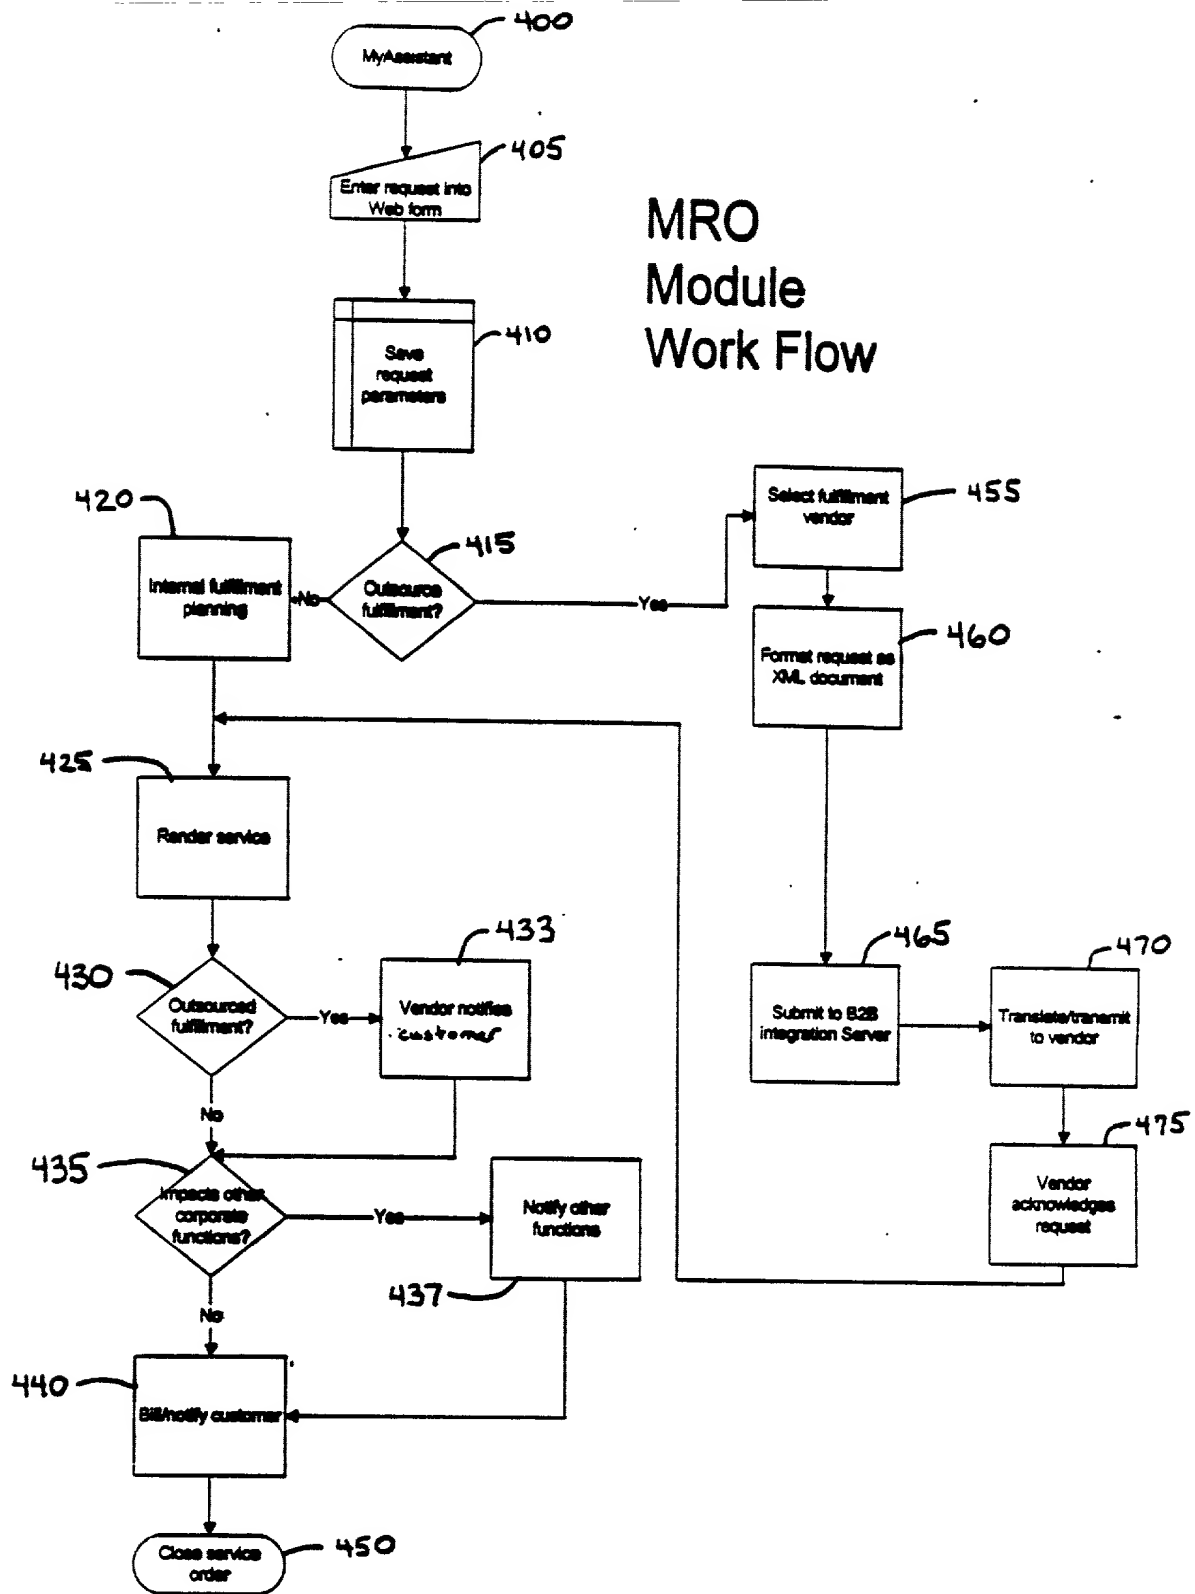 400
MyAssistant
405
Enter request into
Web form
MRO
Module
Work Flow
410
Save
request
parameters
420
415
455
Select fulfillment
vendor
Internal fulfillment
planning
No
Outsource
fulfillment?
Yes
460
Format request as
XML document
425
Render service
433
465
470
430
Outsourced
fulfillment?
Yes
Vendor notifies
customer
Submit to B2B
integration Server
Translate/transmit
to vendor
No
475
435
Impacts other
corporate
functions?
Yes
Notify other
functions
Vendor
acknowledges
request
437
No
440
Bill/notify customer
450
Close service
order